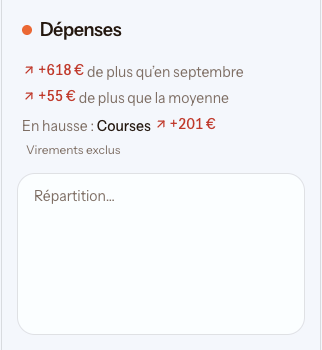 Dépenses
↗ +618 € de plus qu'en septembre
↗ +55 € de plus que la moyenne
En hausse : Courses ↗ +201 €
Virements exclus
Répartition...